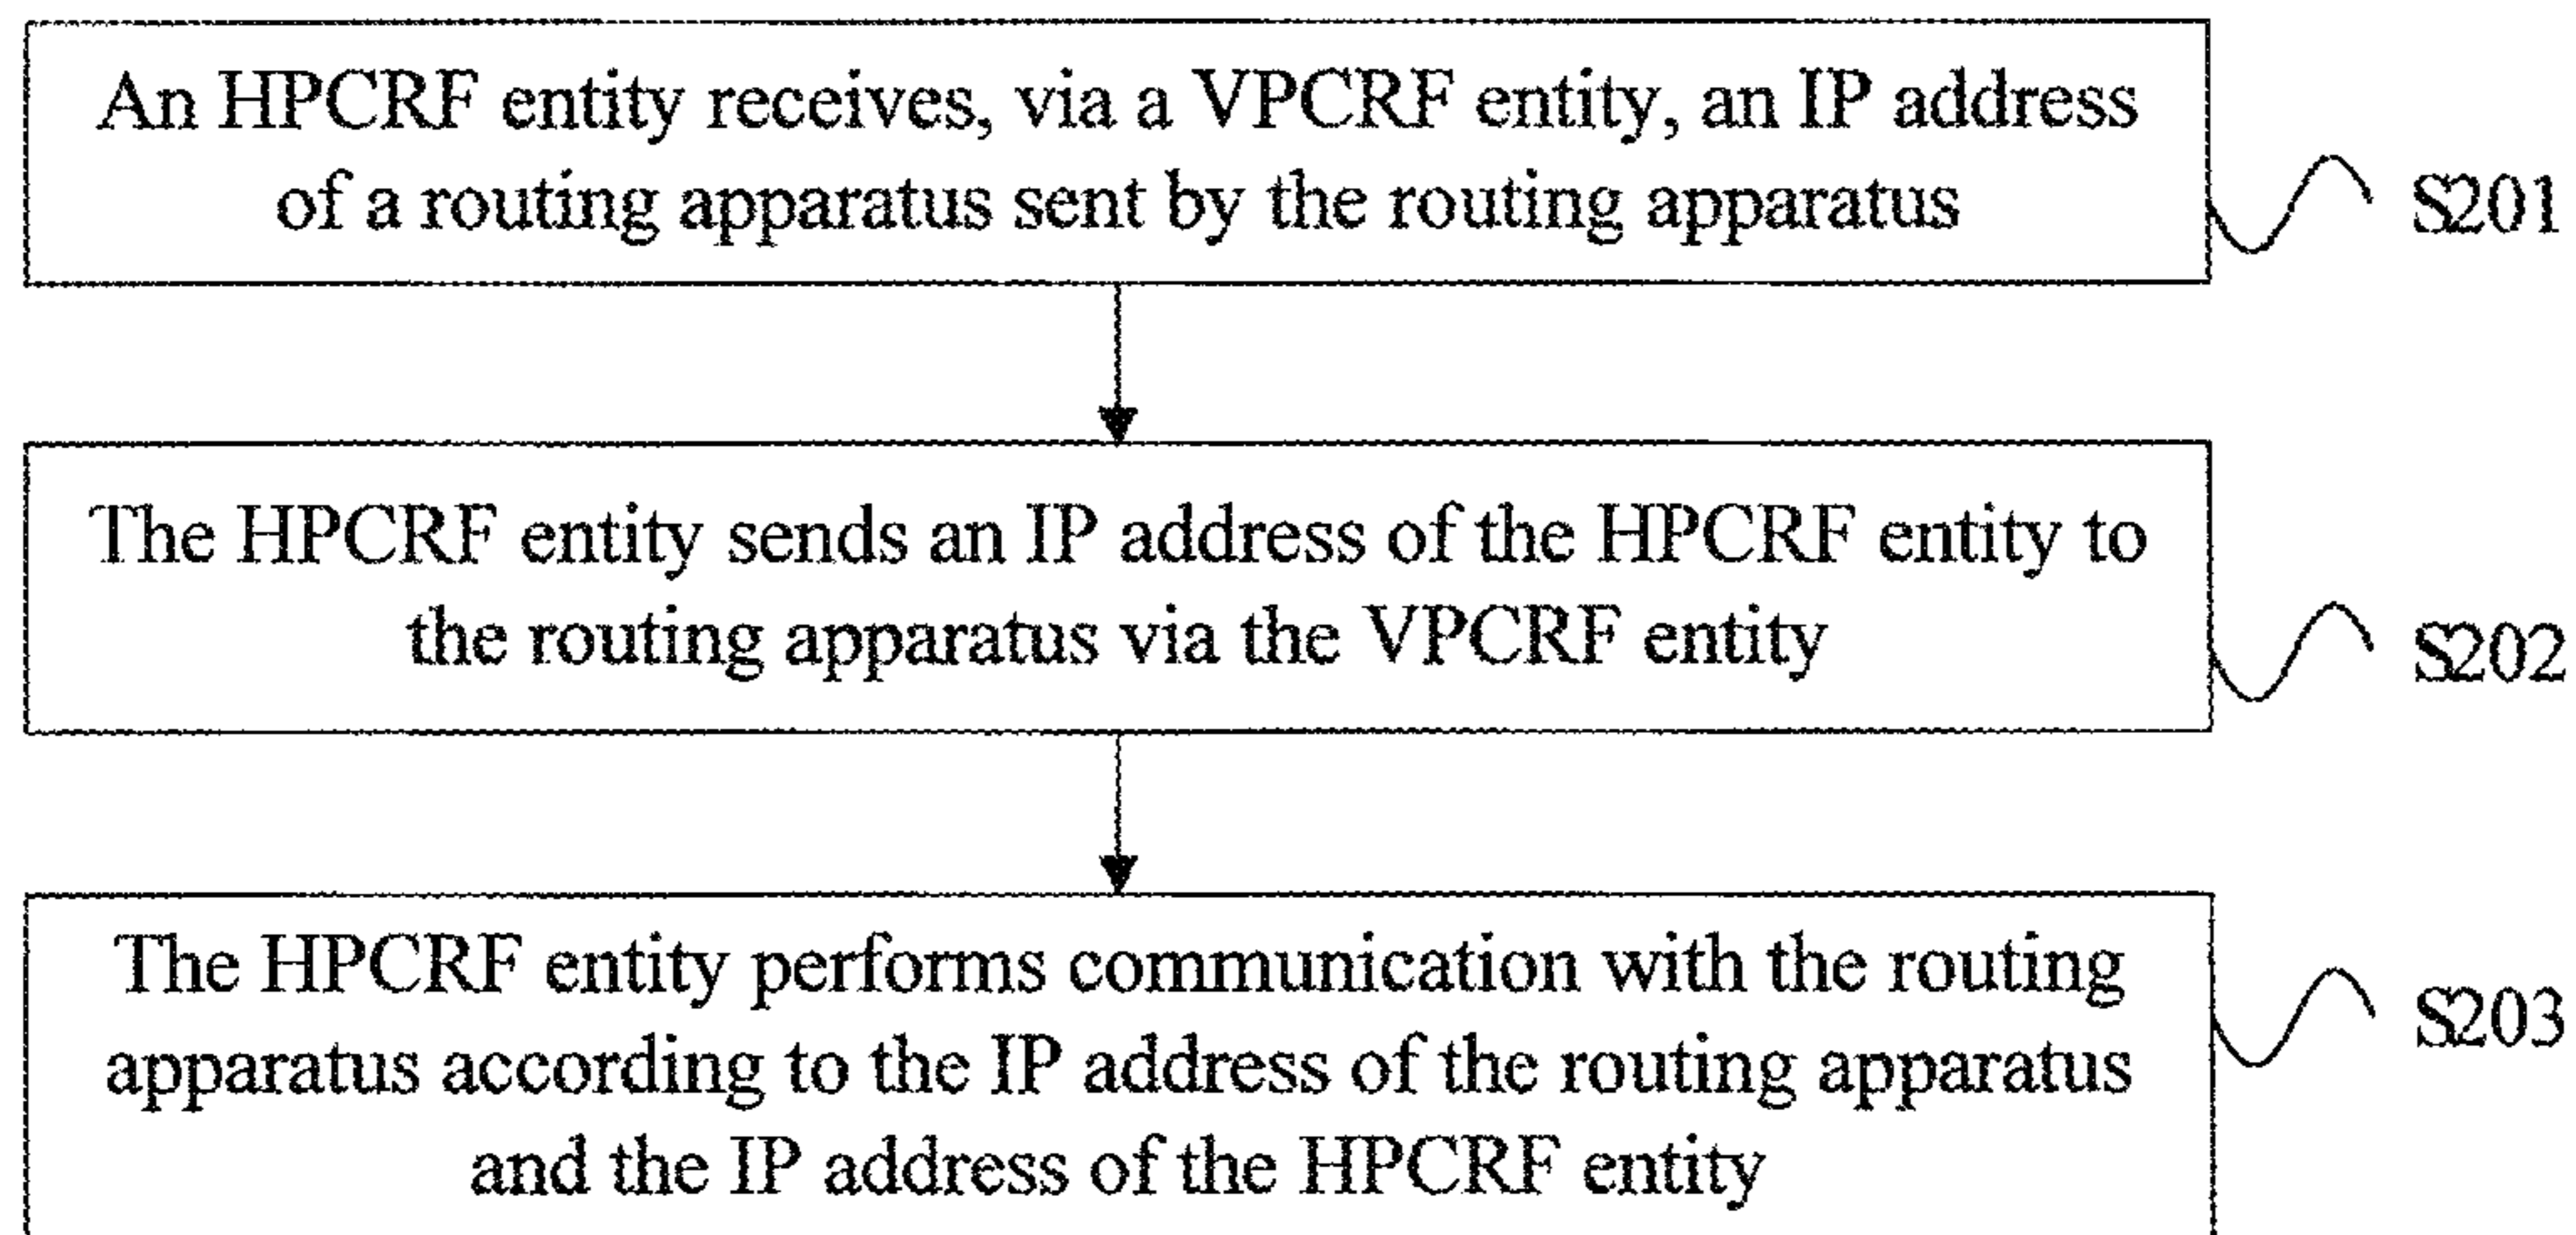 An HPCRF entity receives, via a VPCRF entity, an IP address
of a routing apparatus sent by the routing apparatus
S201
The HPCRF entity sends an IP address of the HPCRF entity to
the routing apparatus via the VPCRF entity
S202
The HPCRF entity performs communication with the routing
apparatus according to the IP address of the routing apparatus
and the IP address of the HPCRF entity
S203